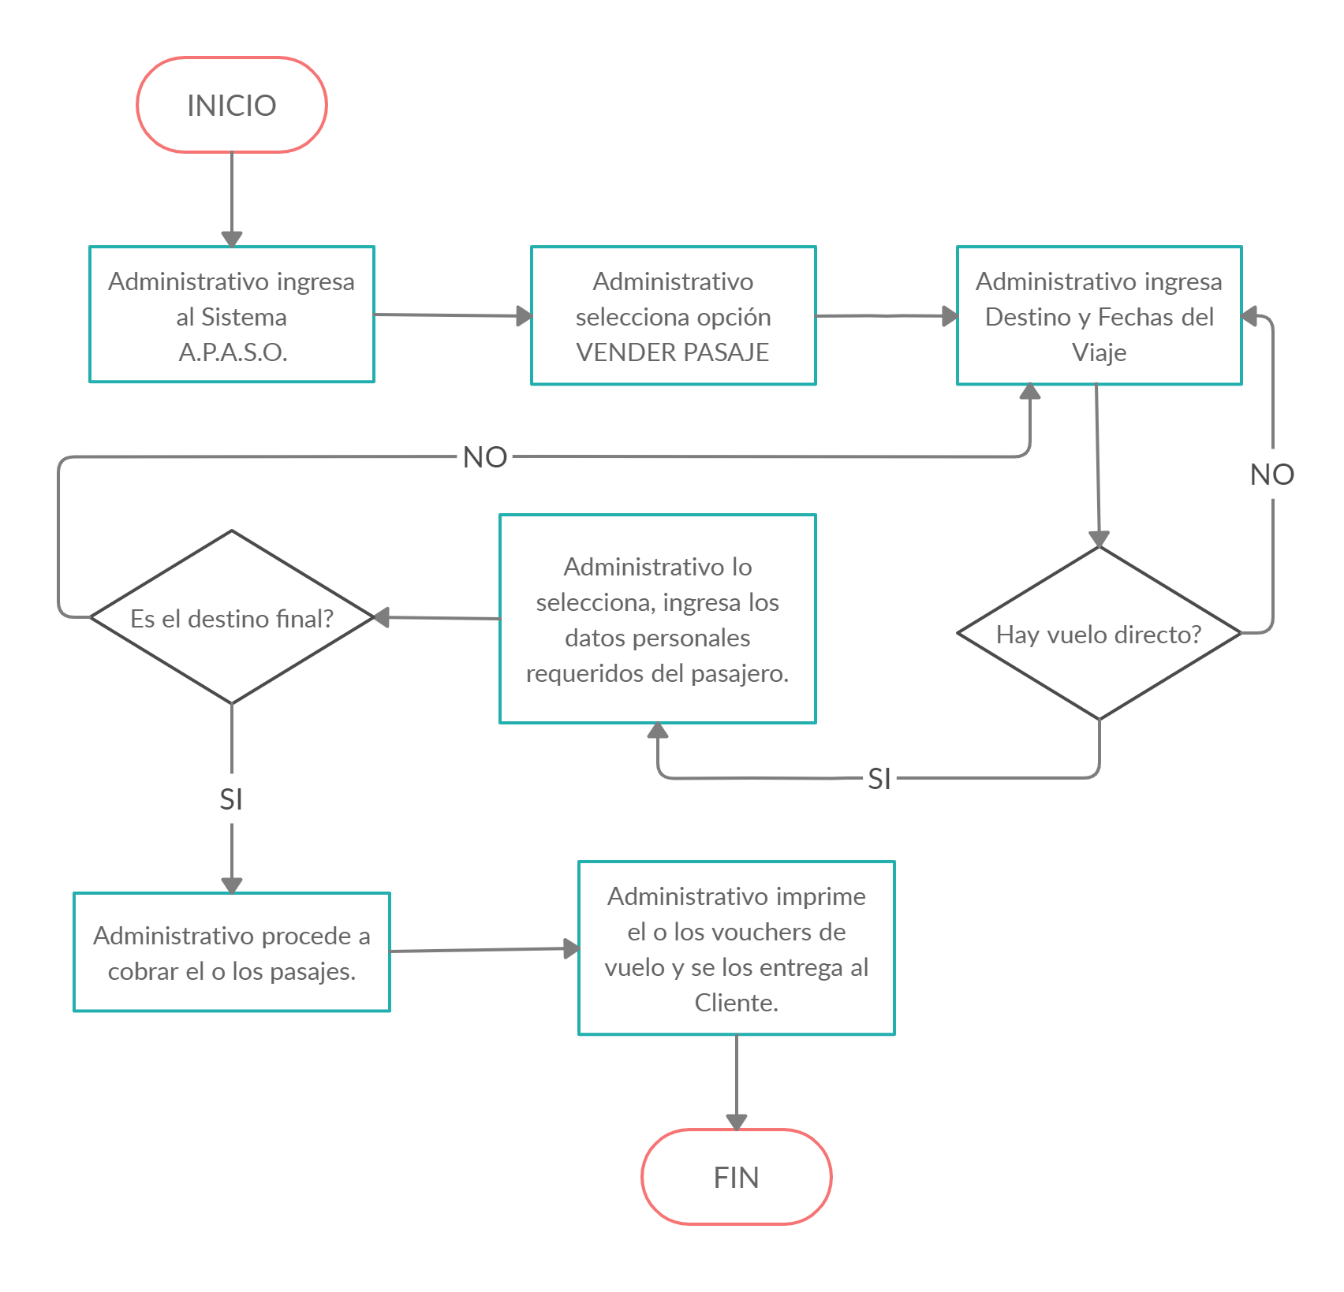 INICIO
Administrativo ingresa
al Sistema
A.P.A.S.O.
Administrativo
selecciona opción
VENDER PASAJE
Administrativo ingresa
Destino y Fechas del
Viaje
NO
NO
Hay vuelo directo?
SI
Administrativo lo
selecciona, ingresa los
datos personales
requeridos del pasajero.
Es el destino final?
SI
Administrativo procede a
cobrar el o los pasajes.
Administrativo imprime
el o los vouchers de
vuelo y se los entrega al
Cliente.
FIN